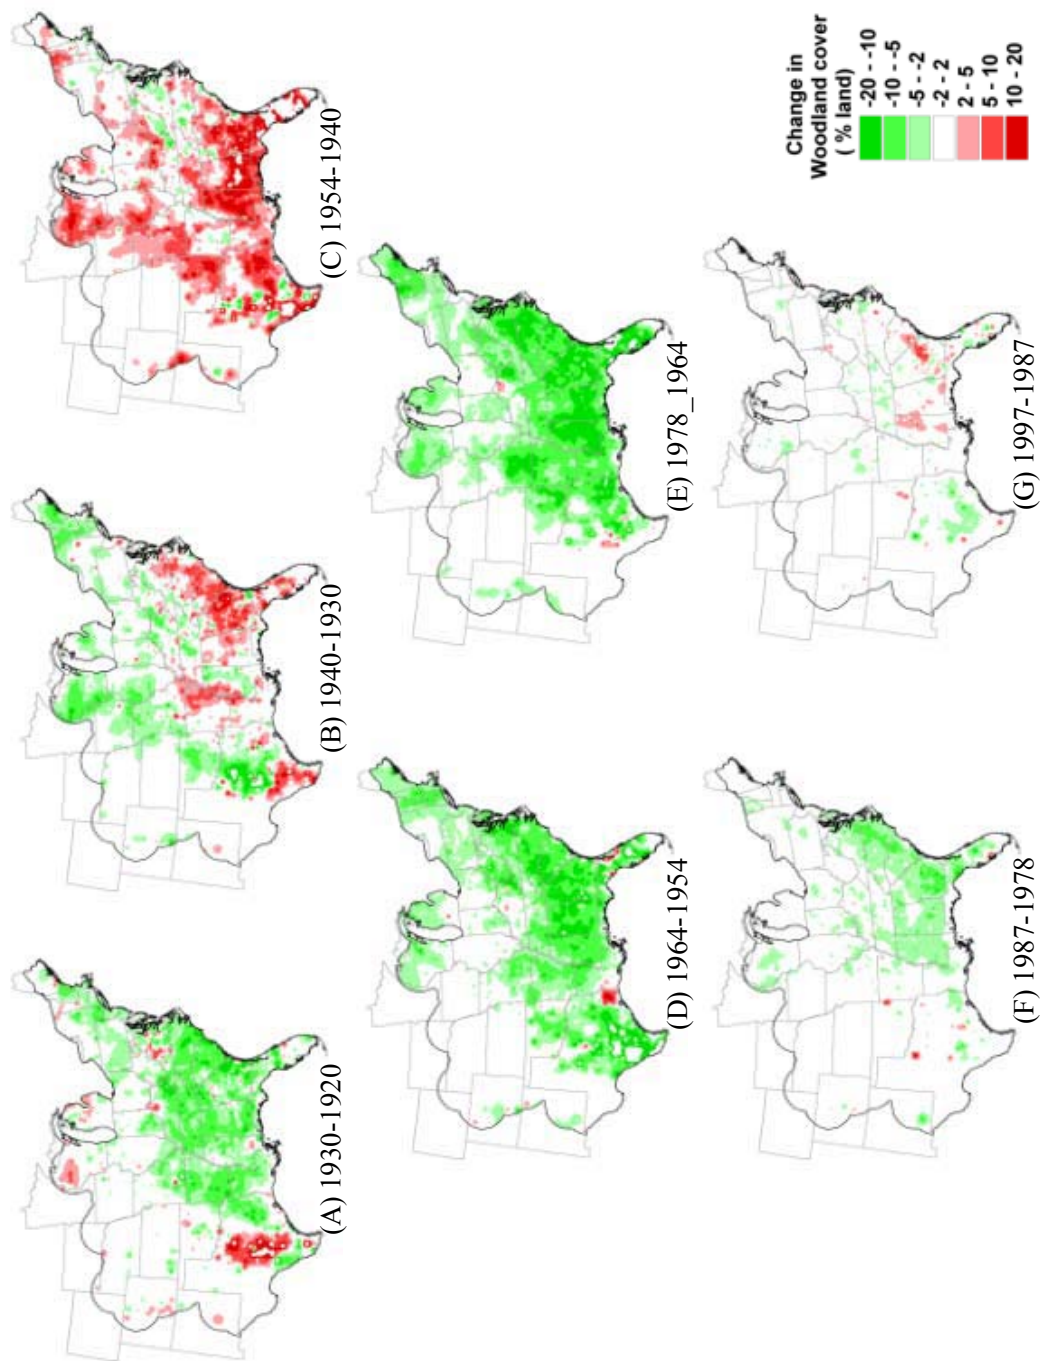 (A) 1930-1920
(B) 1940-1930
(C) 1954-1940
(D) 1964-1954
(E) 1978_1964
(F) 1987-1978
(G) 1997-1987
Change in
Woodland cover
( % land)
-20 - -10
-10 - -5
-5 - -2
-2 - 2
2 - 5
5 - 10
10 - 20